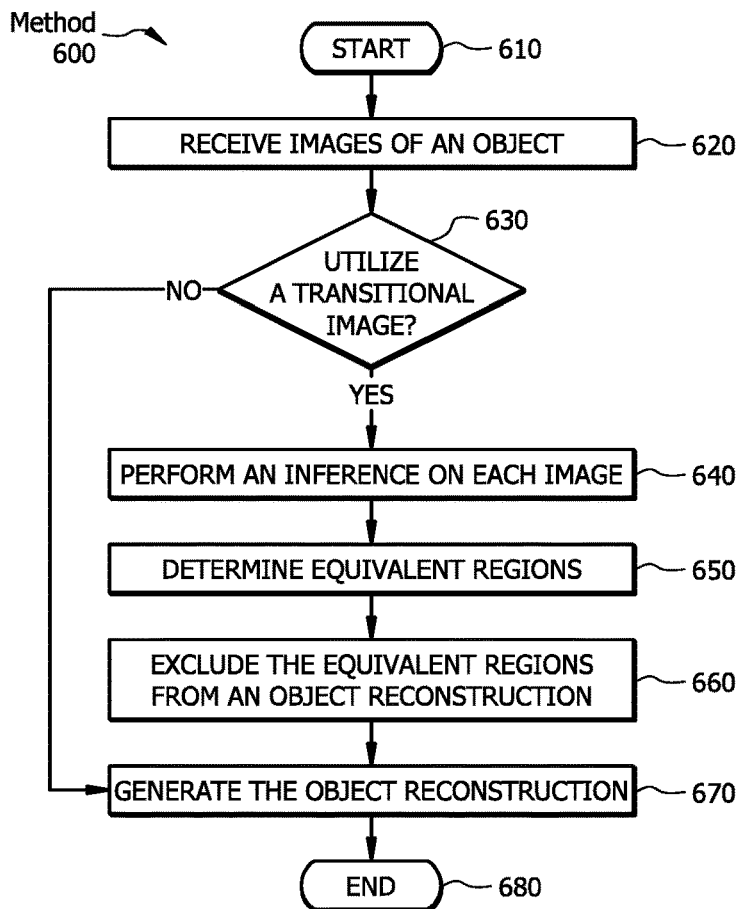 Method
600
START
610
RECEIVE IMAGES OF AN OBJECT
620
630
UTILIZE
A TRANSITIONAL
IMAGE?
NO
YES
PERFORM AN INFERENCE ON EACH IMAGE
640
DETERMINE EQUIVALENT REGIONS
650
EXCLUDE THE EQUIVALENT REGIONS
FROM AN OBJECT RECONSTRUCTION
660
GENERATE THE OBJECT RECONSTRUCTION
670
END
680